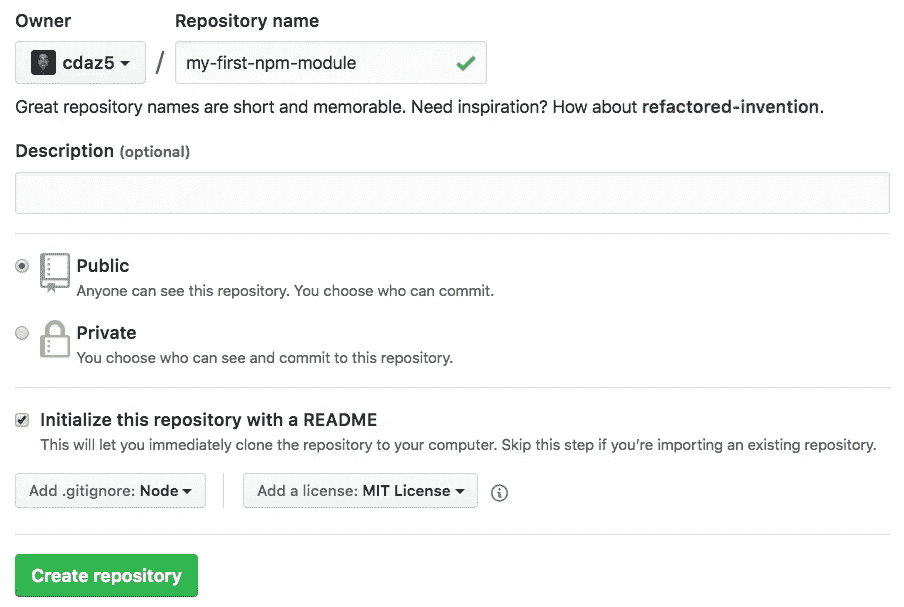 Owner Repository name
cdaz5 / my-first-npm-module
Great repository names are short and memorable. Need inspiration? How about refactored-invention.
Description (optional)
Public
Anyone can see this repository. You choose who can commit.
Private
You choose who can see and commit to this repository.
Initialize this repository with a README
This will let you immediately clone the repository to your computer. Skip this step if you’re importing an existing repository.
Add .gitignore: Node Add a license: MIT License
Create repository